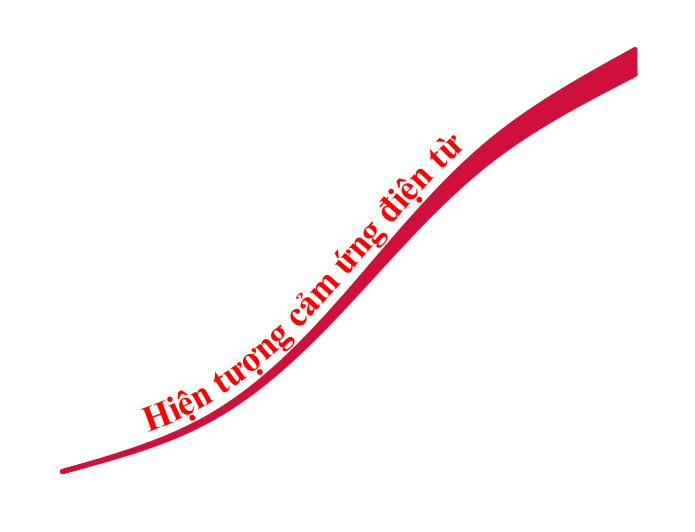 Hiện tượng cảm ứng điện từ